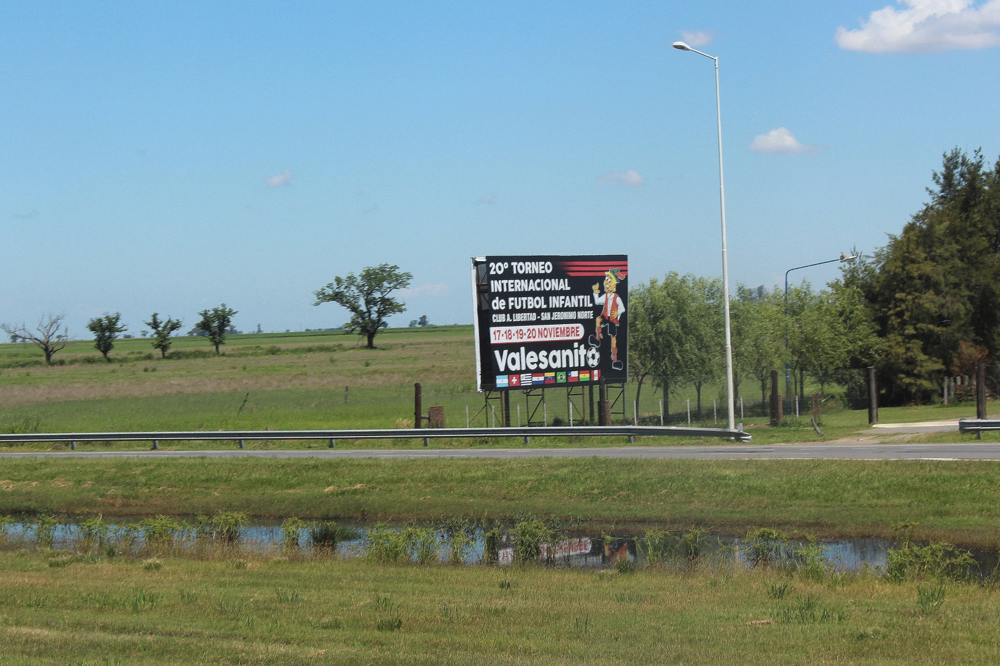 20º TORNEO
INTERNACIONAL
de FUTBOL INFANTIL
CLUB A. LIBERTAD - SAN JERONIMO NORTE
17-18-19-20 NOVIEMBRE
Valesanito